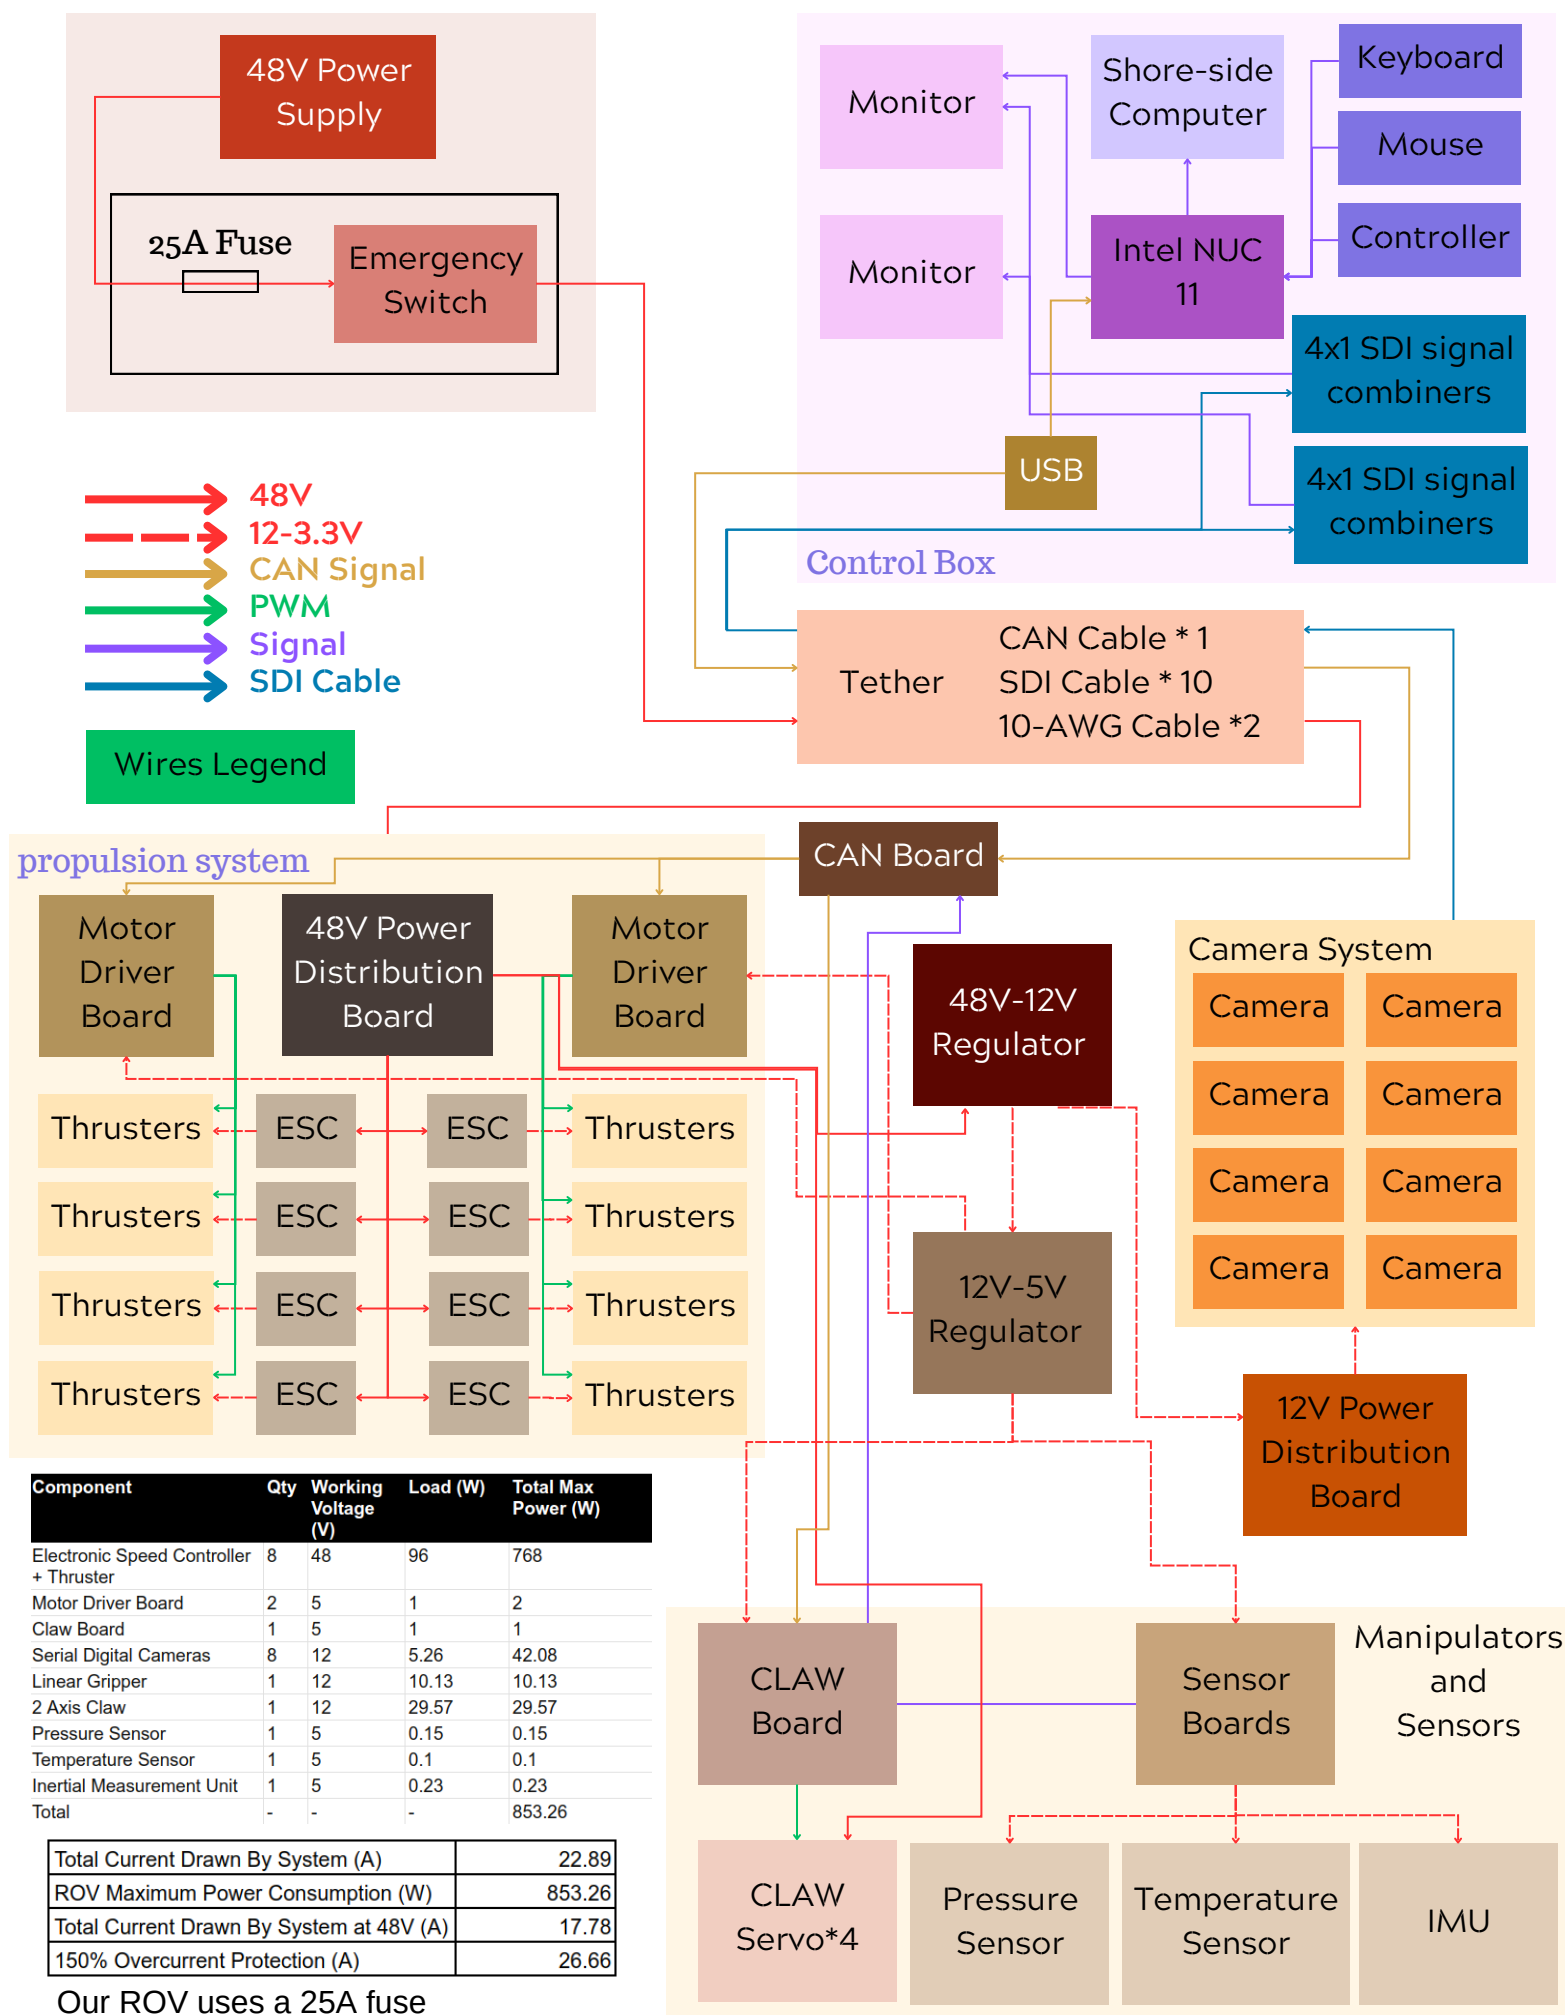 48V Power
Supply
25A Fuse
Emergency
Switch
Monitor
Shore-side
Computer
Keyboard
Mouse
Controller
Monitor
Intel NUC
11
4x1 SDI signal
combiners
USB
4x1 SDI signal
combiners
Control Box
48V
12-3.3V
CAN Signal
PWM
Signal
SDI Cable
Wires Legend
Tether
CAN Cable * 1
SDI Cable * 10
10-AWG Cable *2
propulsion system
CAN Board
Motor
Driver
Board
48V Power
Distribution
Board
Motor
Driver
Board
48V-12V
Regulator
Camera System
Camera Camera
Camera Camera
Camera Camera
Camera Camera
Thrusters ESC ESC Thrusters
Thrusters ESC ESC Thrusters
Thrusters ESC ESC Thrusters
Thrusters ESC ESC Thrusters
12V-5V
Regulator
12V Power
Distribution
Board
Component Qty Working Voltage (V) Load (W) Total Max Power (W)
Electronic Speed Controller + Thruster 8 48 96 768
Motor Driver Board 2 5 1 2
Claw Board 1 5 1 1
Serial Digital Cameras 8 12 5.26 42.08
Linear Gripper 1 12 10.13 10.13
2 Axis Claw 1 12 29.57 29.57
Pressure Sensor 1 5 0.15 0.15
Temperature Sensor 1 5 0.1 0.1
Inertial Measurement Unit 1 5 0.23 0.23
Total - - - 853.26
Total Current Drawn By System (A) 22.89
ROV Maximum Power Consumption (W) 853.26
Total Current Drawn By System at 48V (A) 17.78
150% Overcurrent Protection (A) 26.66
Our ROV uses a 25A fuse
CLAW
Board
Sensor
Boards
Manipulators
and
Sensors
CLAW
Servo*4
Pressure
Sensor
Temperature
Sensor
IMU